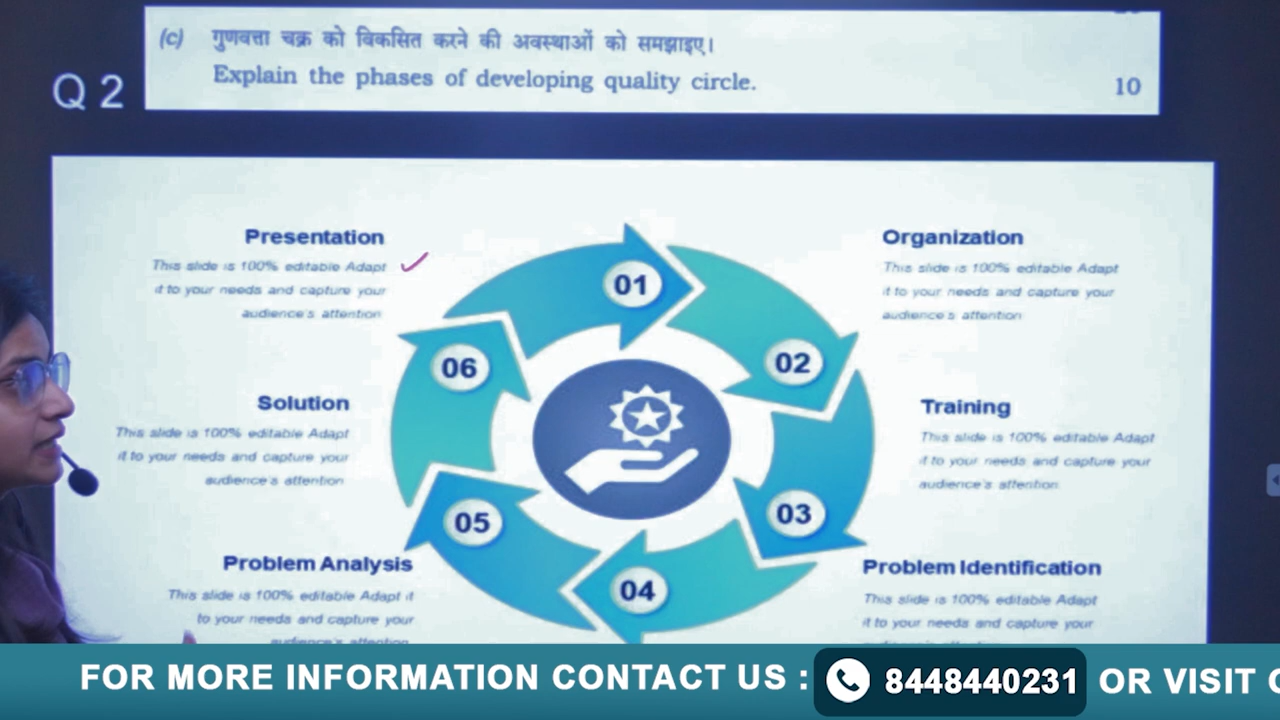 (c) गुणवत्ता चक्र को विकसित करने की अवस्थाओं को समझाइए।
Explain the phases of developing quality circle.
10
Q 2
Presentation
This slide is 100% editable Adapt
it to your needs and capture your
audience's attention
Organization
This slide is 100% editable Adapt
it to your needs and capture your
audience's attention
01
02
03
04
05
06
Solution
This slide is 100% editable Adapt
it to your needs and capture your
audience's attention
Training
This slide is 100% editable Adapt
it to your needs and capture your
audience's attention
Problem Analysis
This slide is 100% editable Adapt it
to your needs and capture your
audience's attention
Problem Identification
This slide is 100% editable Adapt
it to your needs and capture your
FOR MORE INFORMATION CONTACT US : 8448440231 OR VISIT